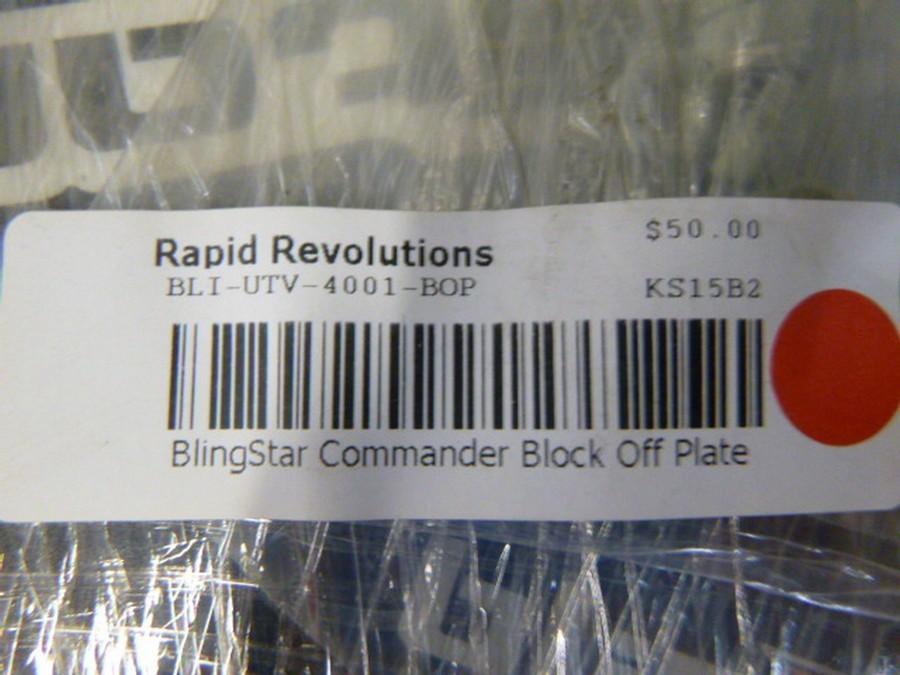 Rapid Revolutions
$50.00
BLI-UTV-4001-BOP
KS15B2
BlingStar Commander Block Off Plate